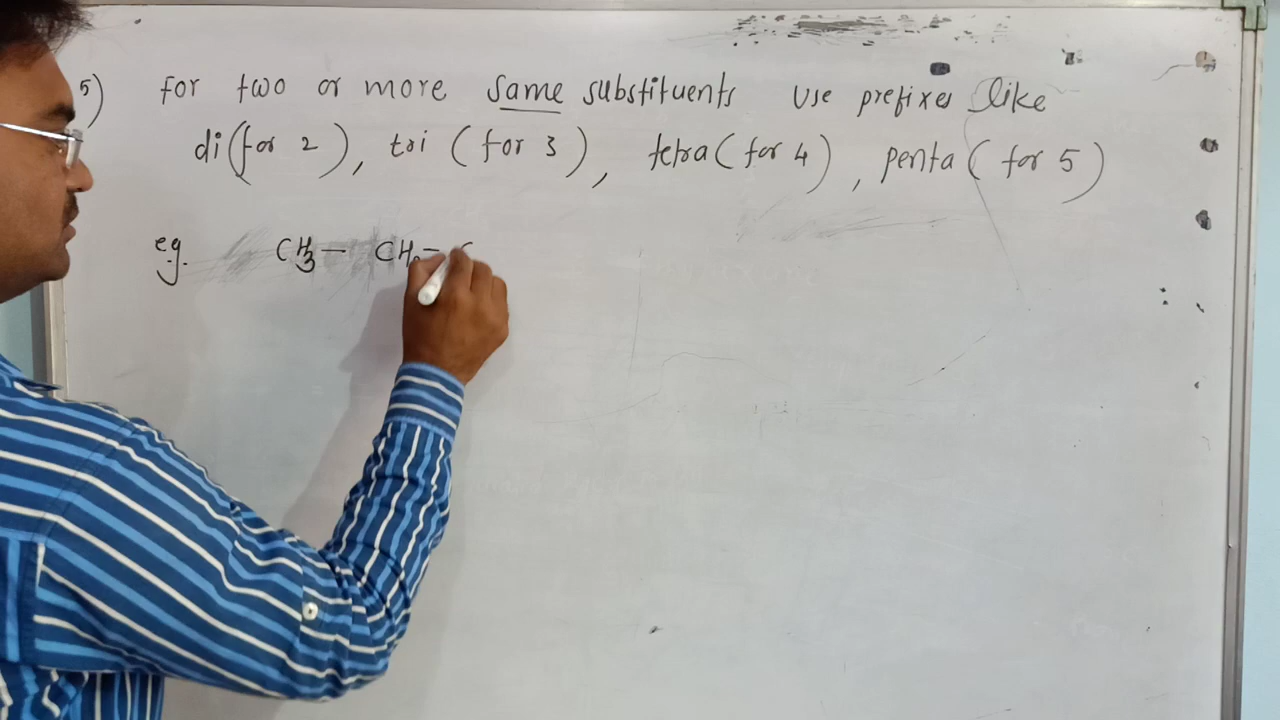 5) For two or more same substituents use prefixes like
di(for 2), tri (for 3), tetra(for 4), penta( for 5)
eg. CH3 - CH2 - C